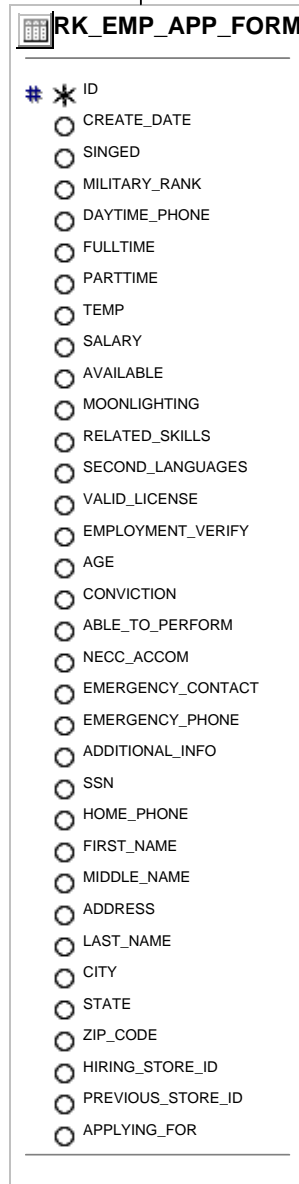 RK_EMP_APP_FORM
# * ID
CREATE_DATE
SINGED
MILITARY_RANK
DAYTIME_PHONE
FULLTIME
PARTTIME
TEMP
SALARY
AVAILABLE
MOONLIGHTING
RELATED_SKILLS
SECOND_LANGUAGES
VALID_LICENSE
EMPLOYMENT_VERIFY
AGE
CONVICTION
ABLE_TO_PERFORM
NECC_ACCOM
EMERGENCY_CONTACT
EMERGENCY_PHONE
ADDITIONAL_INFO
SSN
HOME_PHONE
FIRST_NAME
MIDDLE_NAME
ADDRESS
LAST_NAME
CITY
STATE
ZIP_CODE
HIRING_STORE_ID
PREVIOUS_STORE_ID
APPLYING_FOR